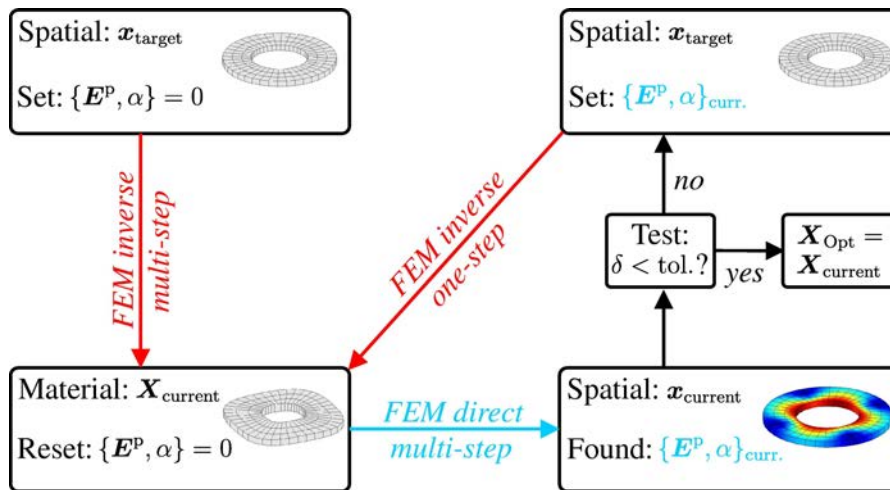 Spatial: x_target
Set: {E^p, α} = 0
Spatial: x_target
Set: {E^p, α}_curr.
FEM inverse
multi-step
FEM inverse
one-step
no
Test:
δ < tol.?
yes
X_Opt =
X_current
Material: X_current
Reset: {E^p, α} = 0
FEM direct
multi-step
Spatial: x_current
Found: {E^p, α}_curr.